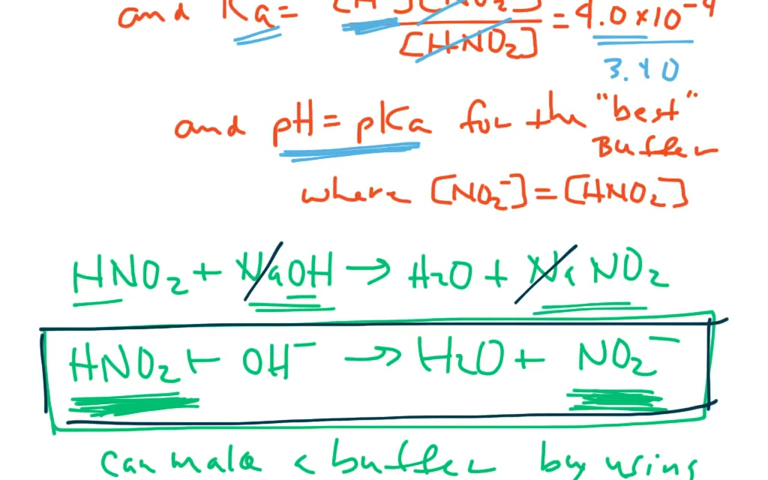 and Ka = [H⁺][NO₂⁻] / [HNO₂] = 4.0 x 10⁻⁴
3.40
and pH = pKa for the "best" Buffer
where [NO₂⁻] = [HNO₂]
HNO₂ + NaOH → H₂O + NaNO₂
HNO₂ + OH⁻ → H₂O + NO₂⁻
can make a buffer by using